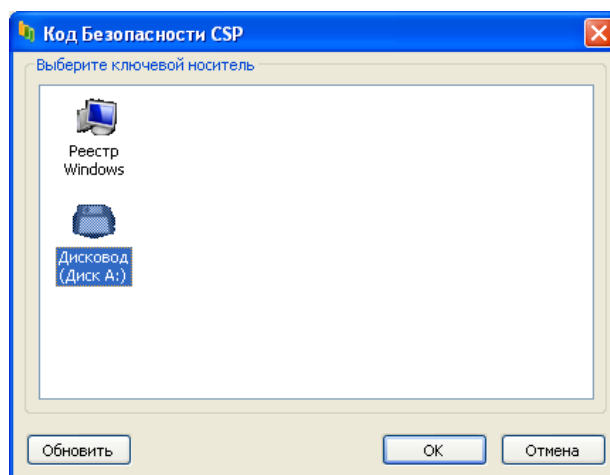 Код Безопасности CSP
Выберите ключевой носитель
Реестр
Windows
Дисковод
(Диск A:)
Обновить
OK
Отмена